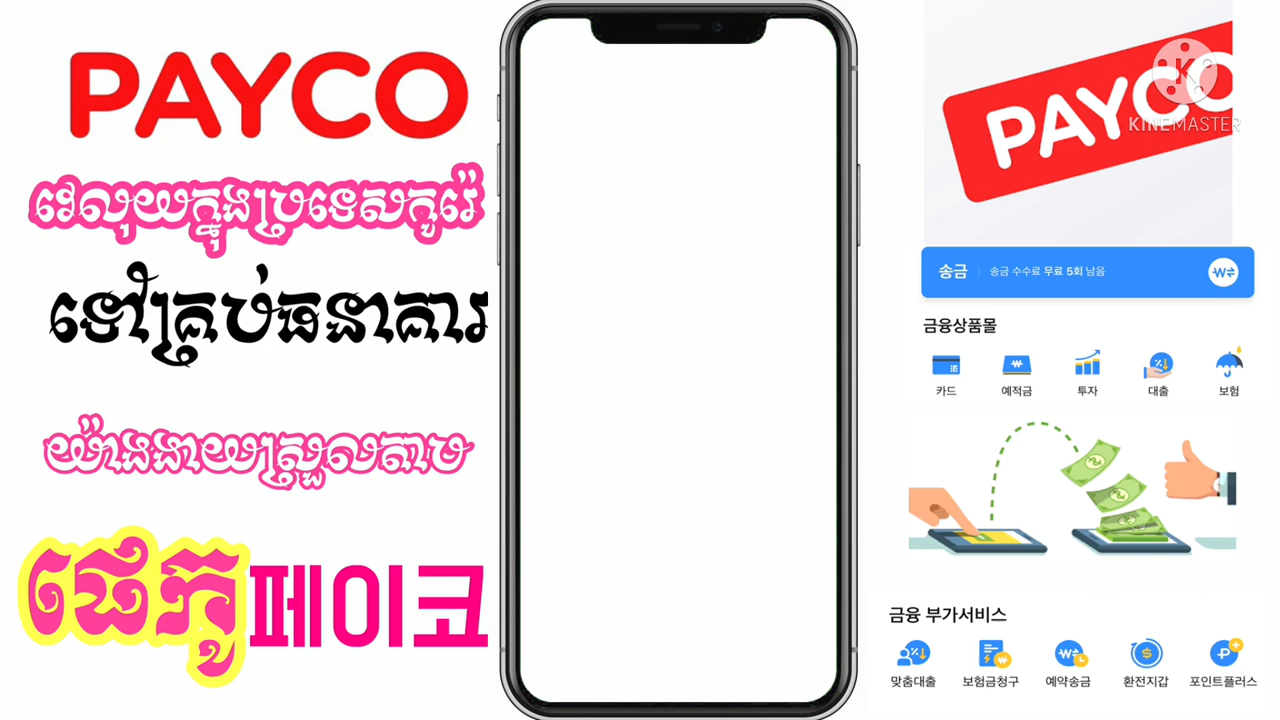 PAYCO
វេលុយក្នុងប្រទេសកូរ៉េ
ទៅគ្រប់ធនាគារ
យ៉ាងងាយស្រួលតាម
ផេកូ페이코
PAYCO
KINEMASTER
송금 송금 수수료 무료 5회 남음
금융상품몰
카드 예적금 투자 대출 보험
금융 부가서비스
맞춤대출 보험금청구 예약송금 환전지갑 포인트플러스